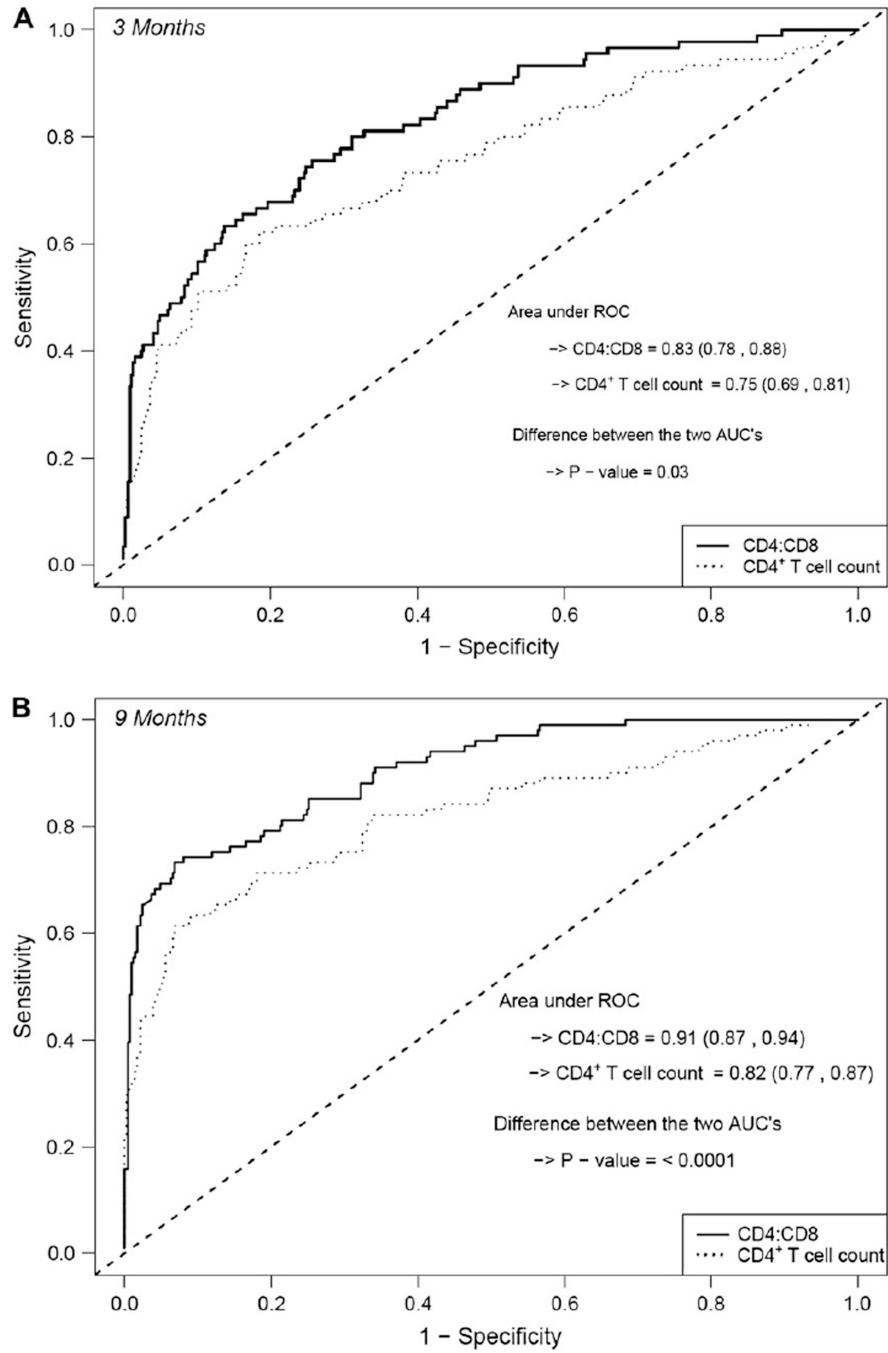 A
3 Months
1.0
0.8
0.6
0.4
0.2
0.0
Sensitivity
Area under ROC
−> CD4:CD8 = 0.83 (0.78 , 0.88)
−> CD4⁺ T cell count = 0.75 (0.69 , 0.81)
Difference between the two AUC's
−> P − value = 0.03
CD4:CD8
CD4⁺ T cell count
0.0 0.2 0.4 0.6 0.8 1.0
1 − Specificity
B
9 Months
1.0
0.8
0.6
0.4
0.2
0.0
Sensitivity
Area under ROC
−> CD4:CD8 = 0.91 (0.87 , 0.94)
−> CD4⁺ T cell count = 0.82 (0.77 , 0.87)
Difference between the two AUC's
−> P − value = < 0.0001
CD4:CD8
CD4⁺ T cell count
0.0 0.2 0.4 0.6 0.8 1.0
1 − Specificity